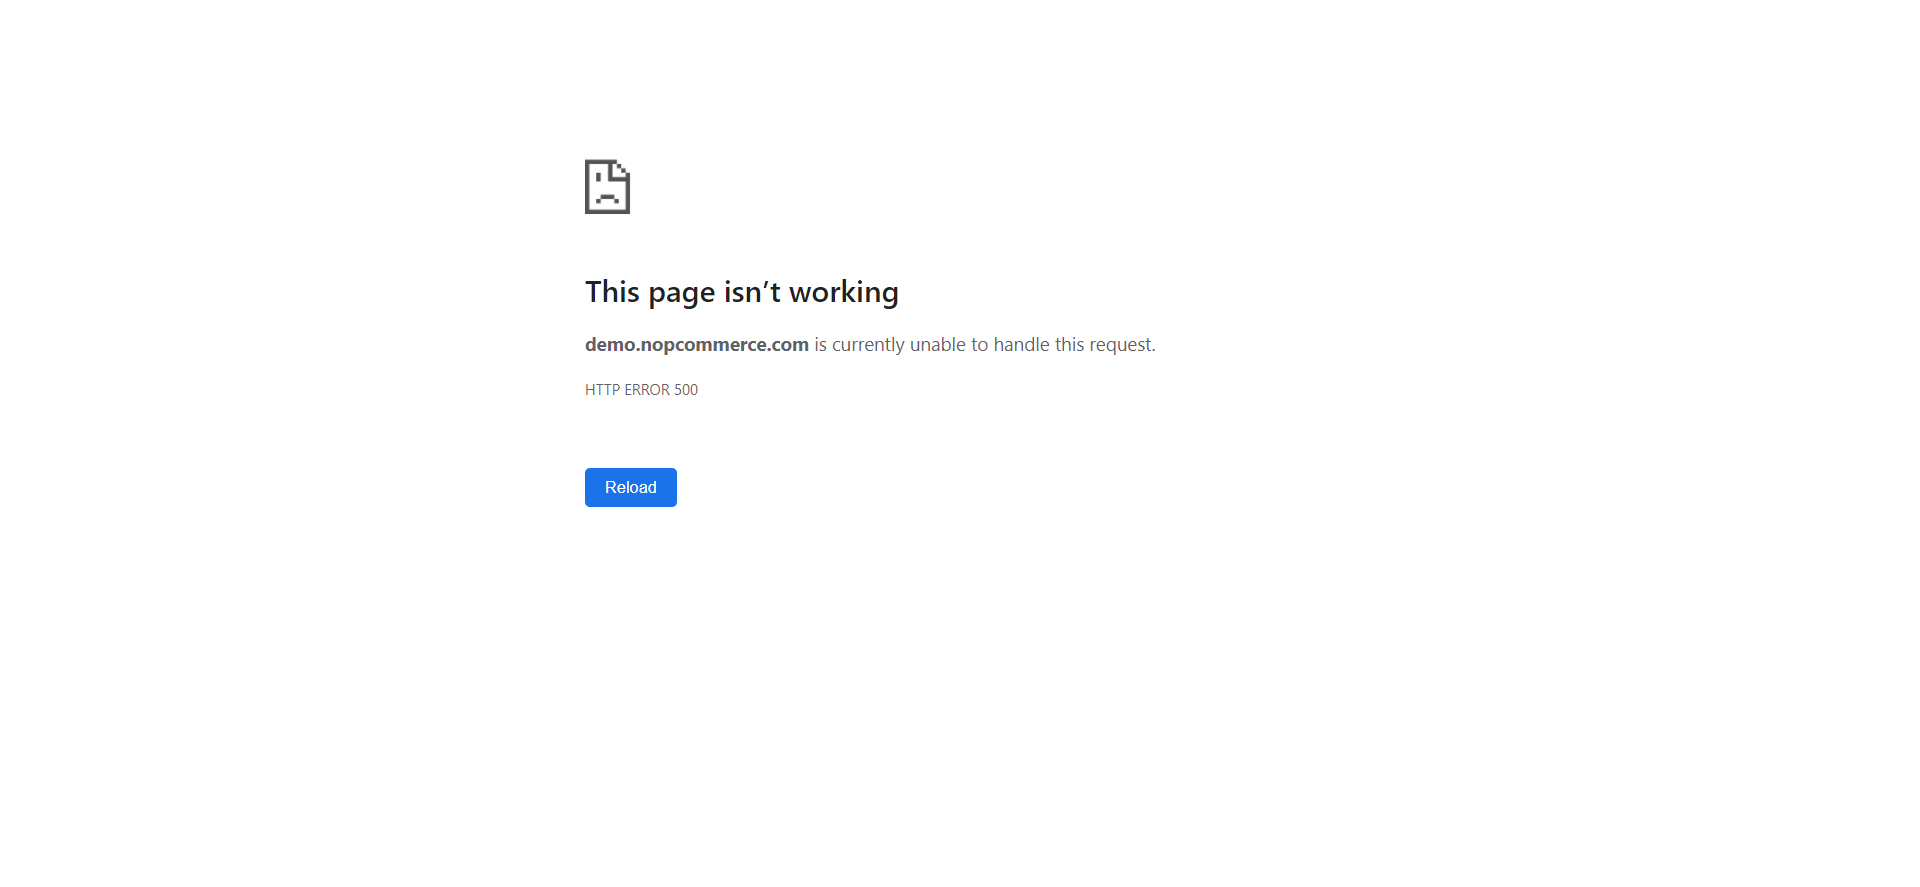 This page isn’t working
demo.nopcommerce.com is currently unable to handle this request.
HTTP ERROR 500
Reload